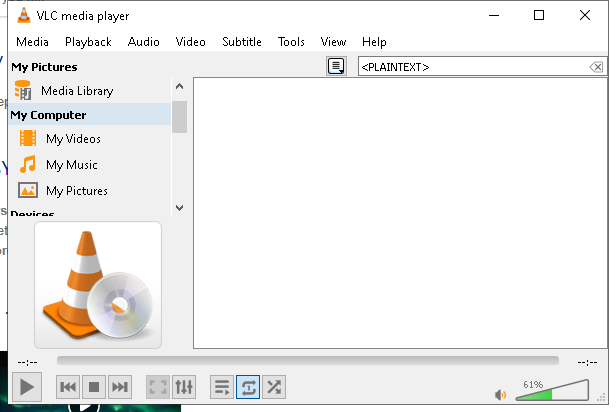 VLC media player
Media Playback Audio Video Subtitle Tools View Help
My Pictures
<PLAINTEXT>
Media Library
My Computer
My Videos
My Music
My Pictures
Devices
--:-- --:--
61%